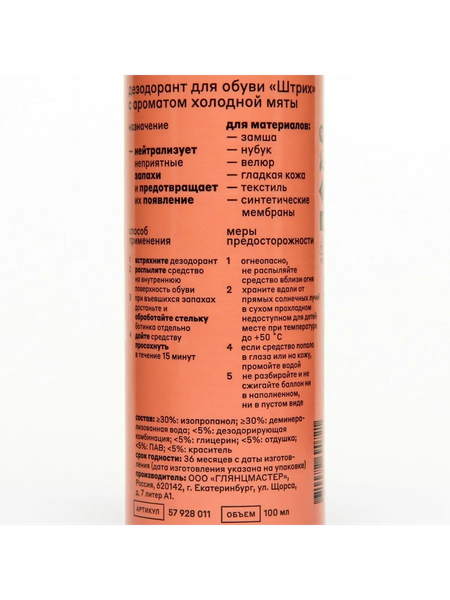 дезодорант для обуви «Штрих»
с ароматом холодной мяты
назначение
— нейтрализует
неприятные
запахи
и предотвращает
их появление
для материалов:
— замша
— нубук
— велюр
— гладкая кожа
— текстиль
— синтетические
мембраны
способ
применения
встряхните дезодорант
распылите средство
на внутреннюю
поверхность обуви
при въевшихся запахах
достаньте и
обработайте стельку
ботинка отдельно
дайте средству
просохнуть
в течение 15 минут
меры
предосторожности
1 огнеопасно,
не распыляйте
средство вблизи огня
2 храните вдали от
прямых солнечных лучей
в сухом прохладном
недоступном для детей
месте при температуре
до +50 °С
4 если средство попало
в глаза или на кожу,
промойте водой
5 не разбирайте и не
сжигайте баллон ни
в наполненном,
ни в пустом виде
состав: ≥30%: изопропанол; ≥30%: деминера-
лизованная вода; <5%: дезодорирующая
комбинация; <5%: глицерин; <5%: отдушка;
<5%: ПАВ; <5%: краситель
срок годности: 36 месяцев с даты изготов-
ления (дата изготовления указана на упаковке)
производитель: ООО «ГЛЯНЦМАСТЕР»,
Россия, 620142, г. Екатеринбург, ул. Щорса,
д. 7 литер А1.
АРТИКУЛ 57 928 011 ОБЪЕМ 100 мл